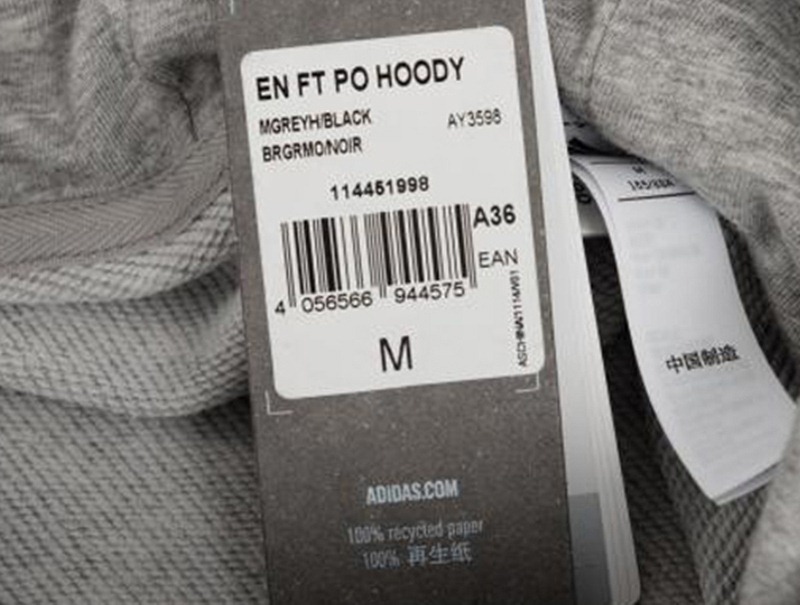 EN FT PO HOODY
MGREYH/BLACK
AY3598
BRGRMO/NOIR
114451998
A36
EAN
4 056566 944575
M
ADIDAS.COM
100% recycled paper
100% 再生纸
M
中国制造